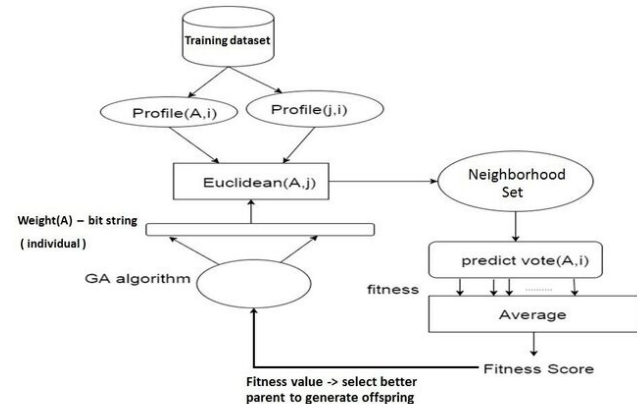 Training dataset
Profile(A,i)
Profile(j,i)
Euclidean(A,j)
Neighborhood
Set
Weight(A) – bit string
( individual )
GA algorithm
predict vote(A,i)
fitness
.........
Average
Fitness Score
Fitness value -> select better
parent to generate offspring